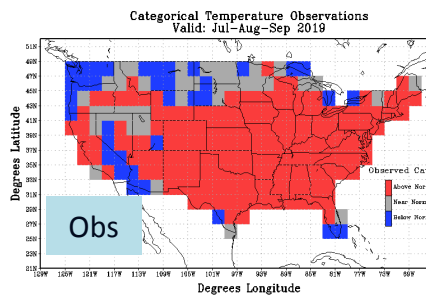 Categorical Temperature Observations
Valid: Jul-Aug-Sep 2019
Degrees Latitude
51N
49N
47N
45N
43N
41N
39N
37N
35N
33N
31N
29N
27N
25N
23N
21N
Observed Ca
Above Nor
Near Norm
Below Nor
Obs
129W 125W 121W 117W 113W 109W 105W 101W 97W 93W 89W 85W 81W 77W 73W 69W
Degrees Longitude